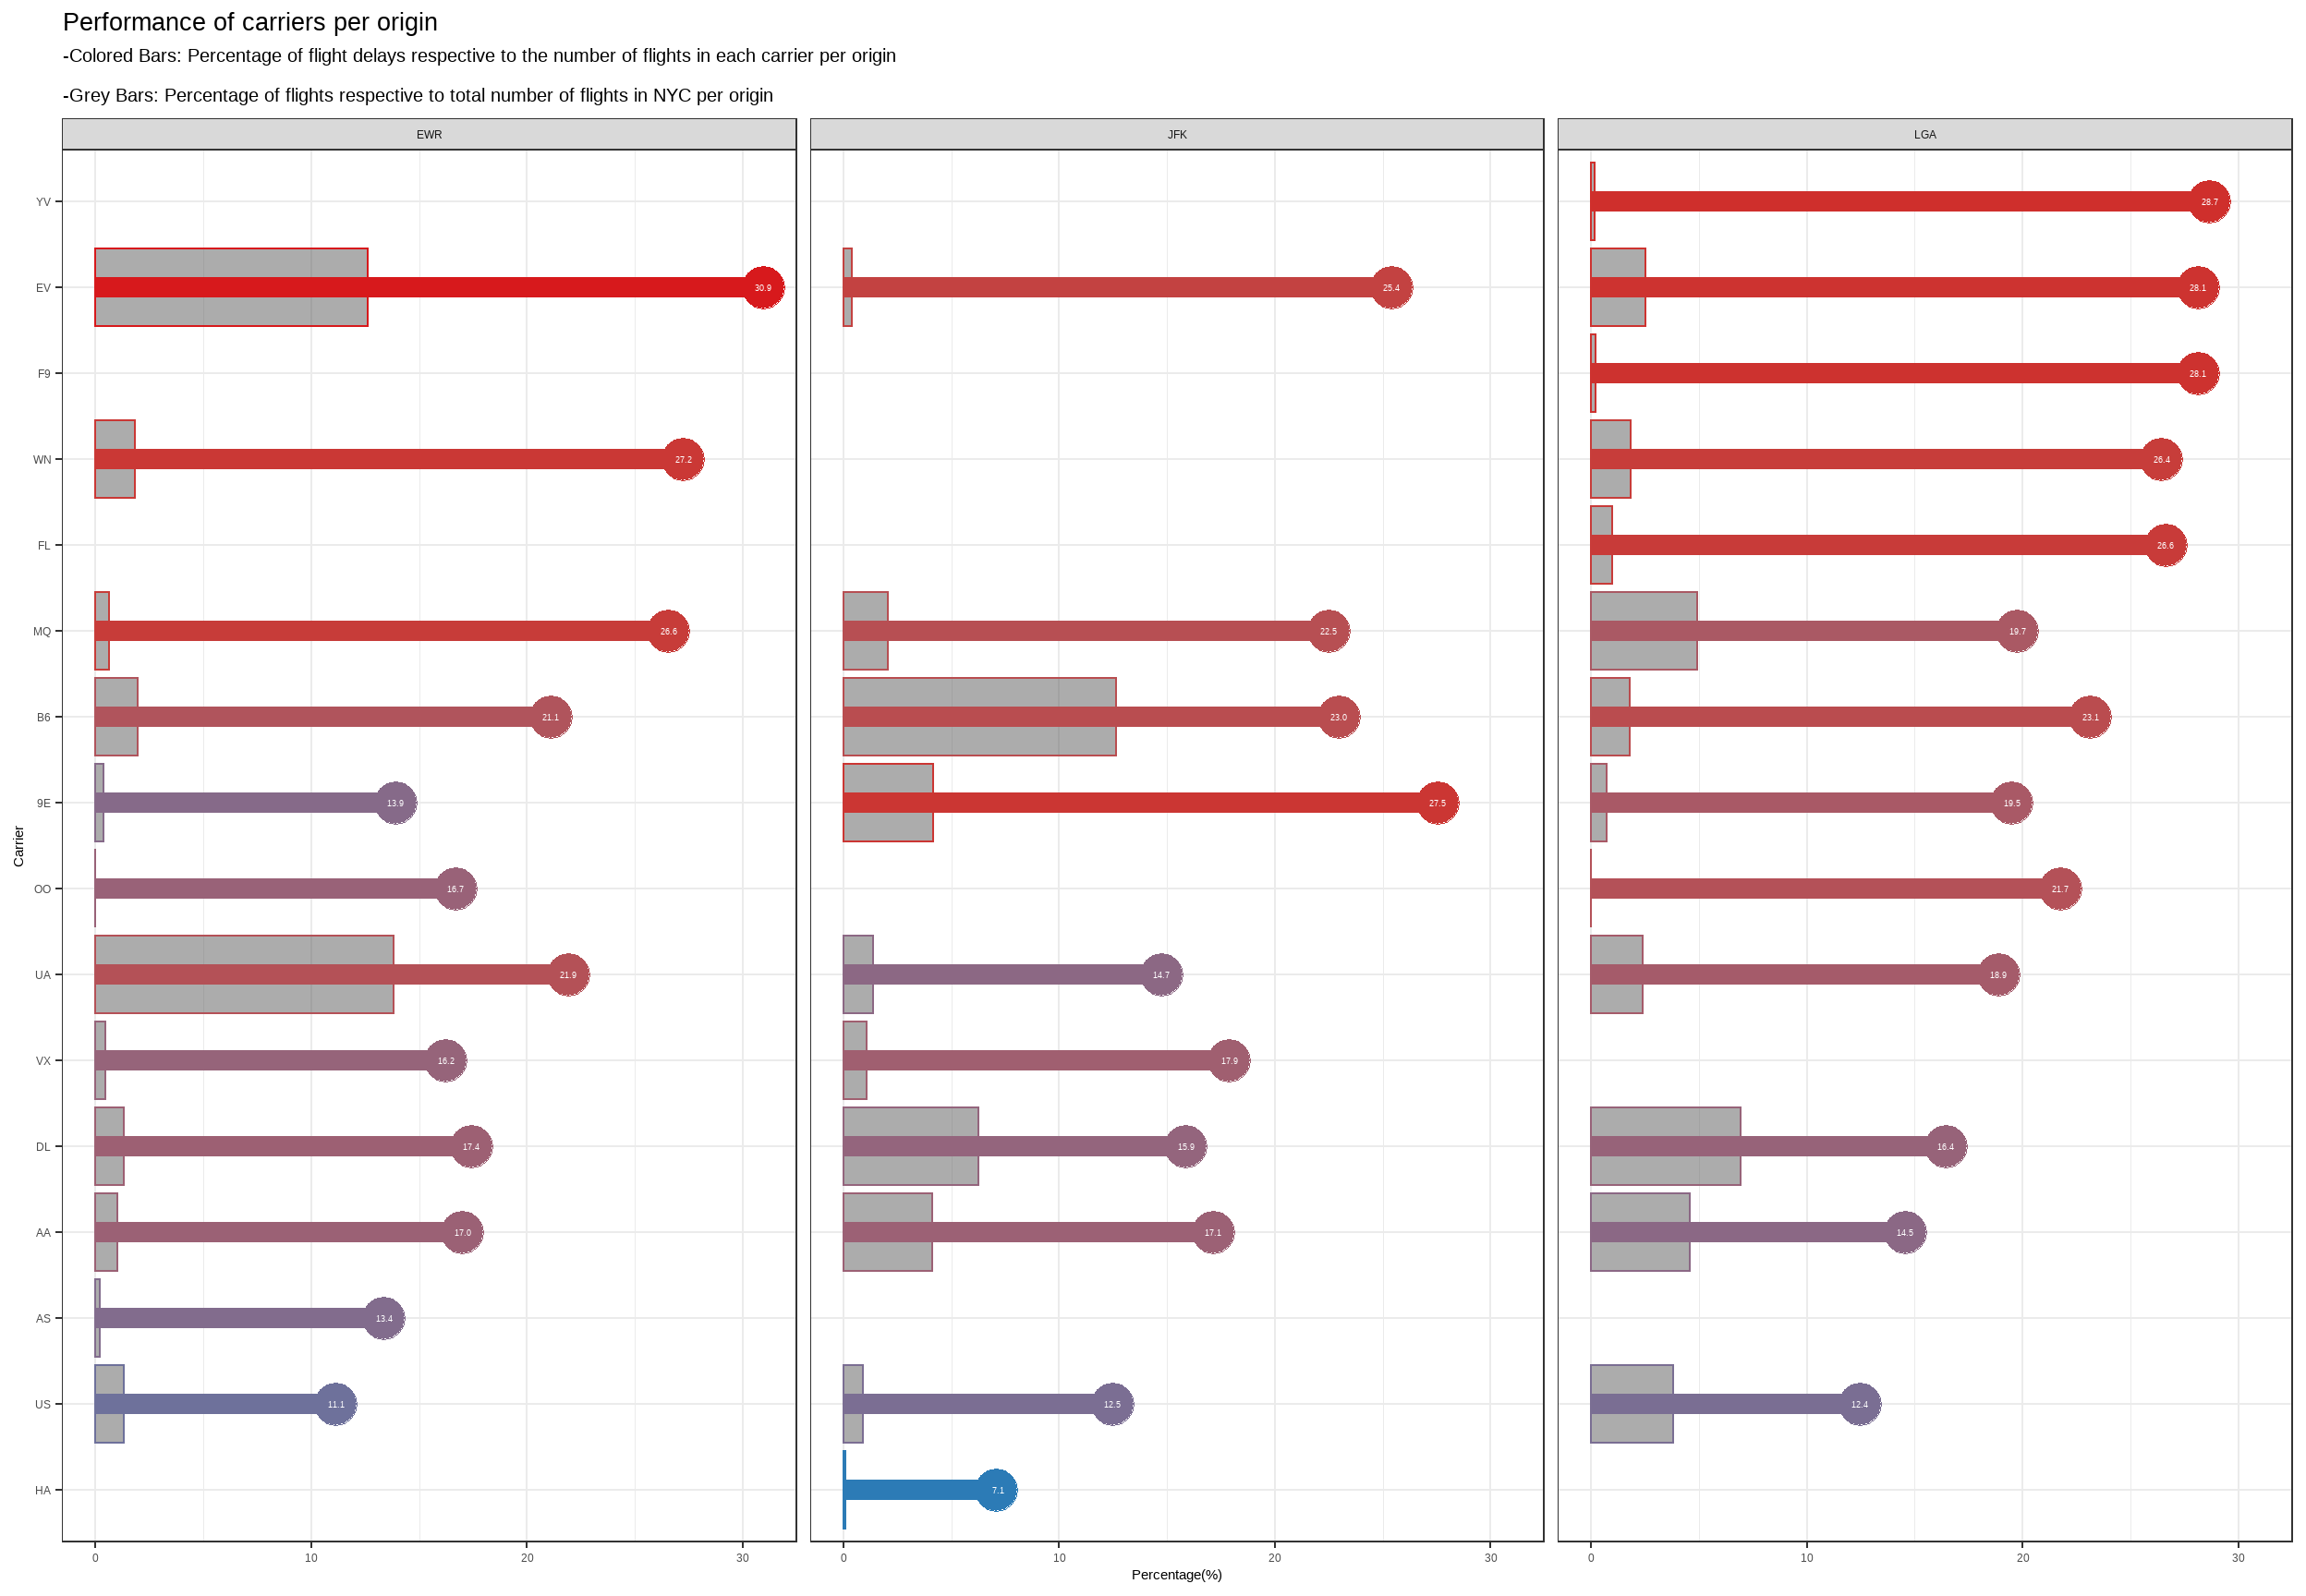 Performance of carriers per origin
-Colored Bars: Percentage of flight delays respective to the number of flights in each carrier per origin
-Grey Bars: Percentage of flights respective to total number of flights in NYC per origin
EWR JFK LGA
YV 28.7
EV 30.9 25.4 28.1
F9 28.1
WN 27.2 26.4
FL 26.6
MQ 26.6 22.5 19.7
B6 21.1 23.0 23.1
9E 13.9 27.5 19.5
Carrier
OO 16.7 21.7
UA 21.9 14.7 18.9
VX 16.2 17.9
DL 17.4 15.9 16.4
AA 17.0 17.1 14.5
AS 13.4
US 11.1 12.5 12.4
HA 7.1
0 10 20 30 0 10 20 30 0 10 20 30
Percentage(%)